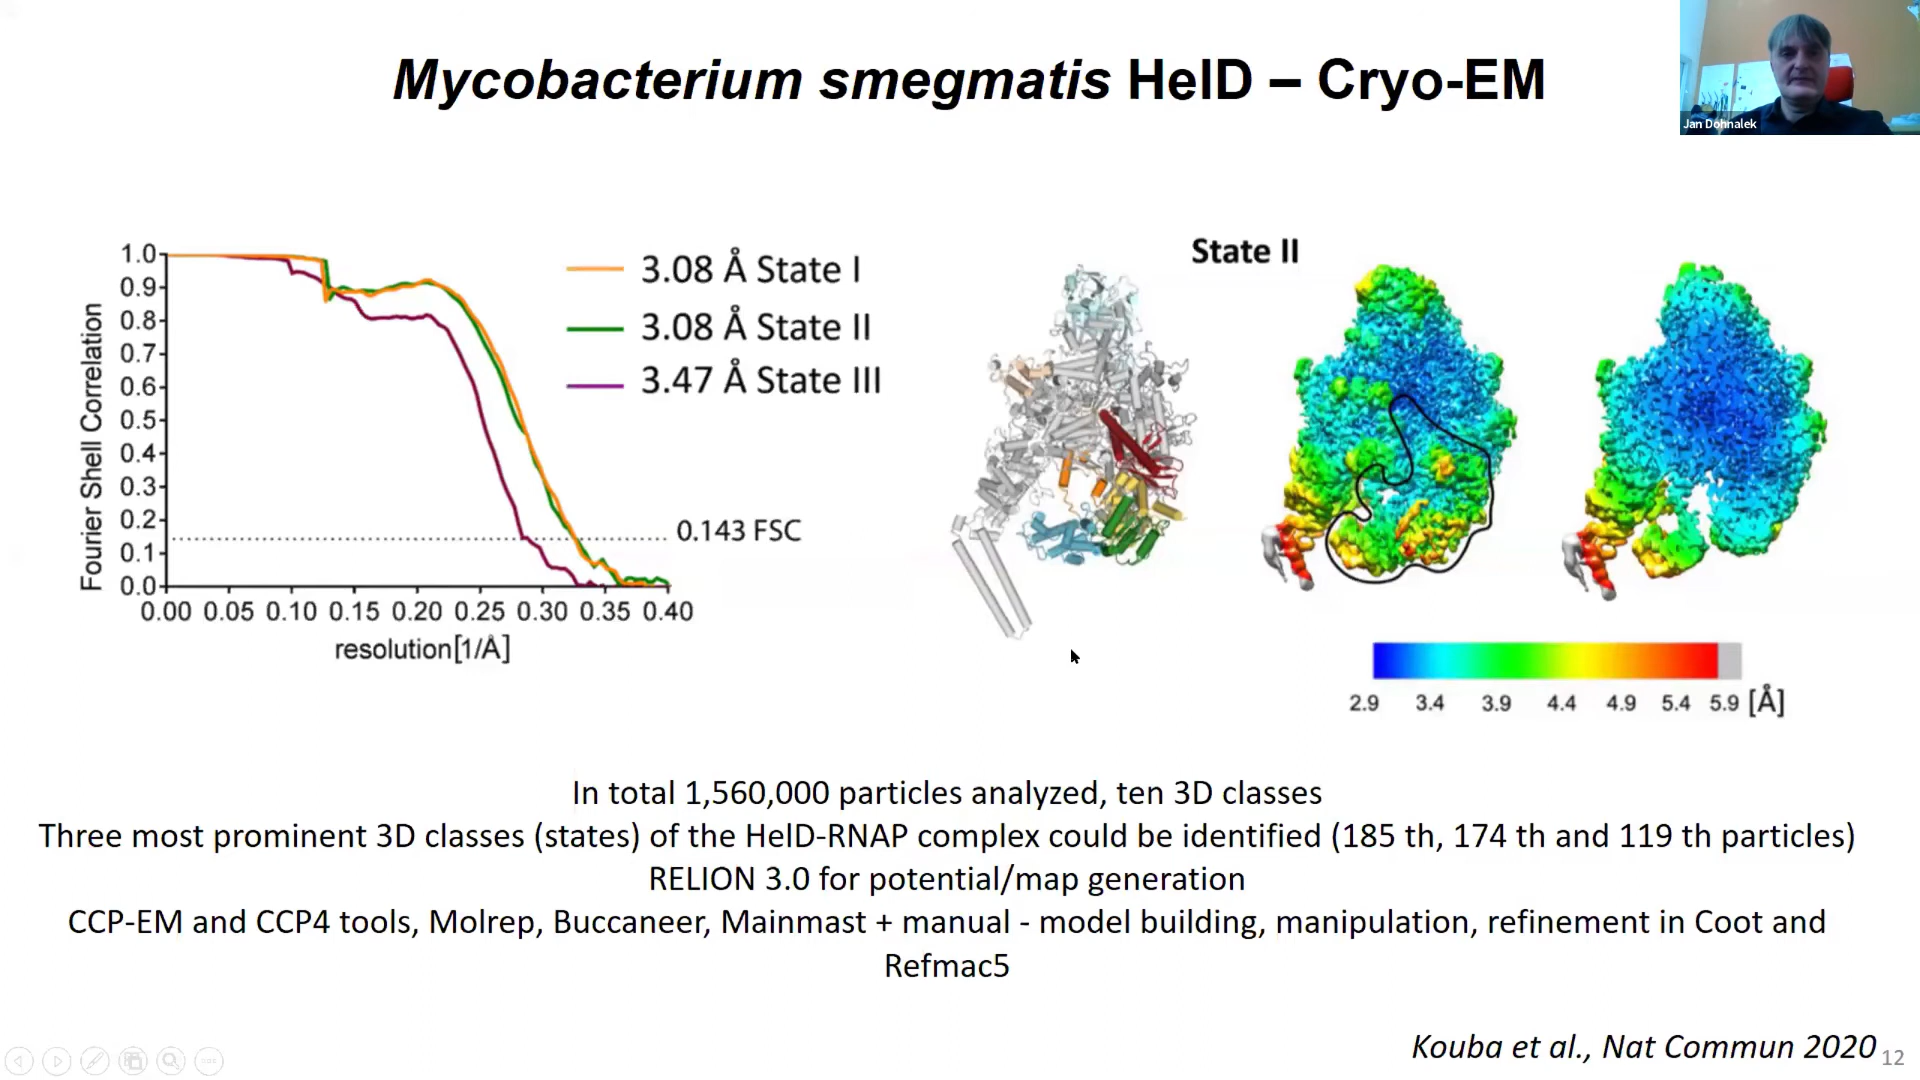 Mycobacterium smegmatis HelD – Cryo-EM
Jan Dohnalek
1.0
0.9
0.8
0.7
0.6
0.5
0.4
0.3
0.2
0.1
0.0
Fourier Shell Correlation
0.00 0.05 0.10 0.15 0.20 0.25 0.30 0.35 0.40
resolution[1/Å]
3.08 Å State I
3.08 Å State II
3.47 Å State III
0.143 FSC
State II
2.9 3.4 3.9 4.4 4.9 5.4 5.9 [Å]
In total 1,560,000 particles analyzed, ten 3D classes
Three most prominent 3D classes (states) of the HelD-RNAP complex could be identified (185 th, 174 th and 119 th particles)
RELION 3.0 for potential/map generation
CCP-EM and CCP4 tools, Molrep, Buccaneer, Mainmast + manual - model building, manipulation, refinement in Coot and
Refmac5
Kouba et al., Nat Commun 2020
12